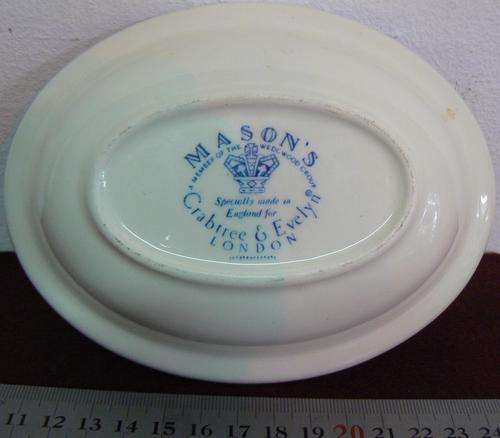 MASON'S
A MEMBER OF THE WEDGWOOD GROUP
Specially made in
England for
Crabtree & Evelyn®
LONDON
11 12 13 14 15 16 17 18 19 20 21 22 23 24